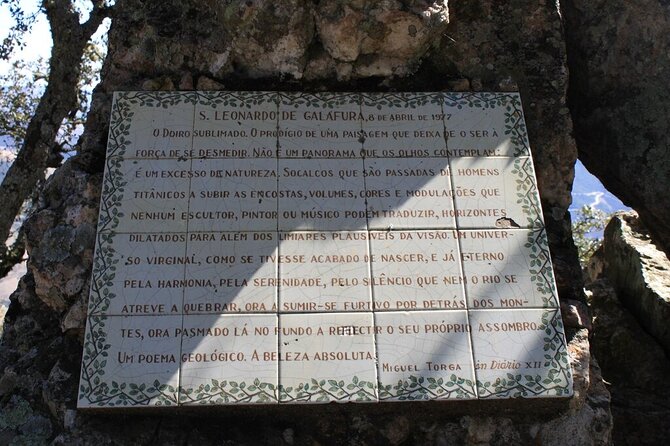 S. Leonardo de Galafura, 8 de Abril de 1977
O Doiro sublimado. O prodígio de uma paisagem que deixa de o ser à
força de se desmedir. Não é um panorama que os olhos contemplam:
é um excesso de natureza. Socalcos que são passadas de homens
titânicos a subir as encostas, volumes, cores e modulações que
nenhum escultor, pintor ou músico podem traduzir, horizontes
dilatados para além dos limiares plausíveis da visão. Um univer-
so virginal, como se tivesse acabado de nascer, e já eterno
pela harmonia, pela serenidade, pelo silêncio que nem o rio se
atreve a quebrar, ora a sumir-se furtivo por detrás dos mon-
tes, ora pasmado lá no fundo a reflectir o seu próprio assombro.
Um poema geológico. A beleza absoluta.
Miguel Torga in Diário XII